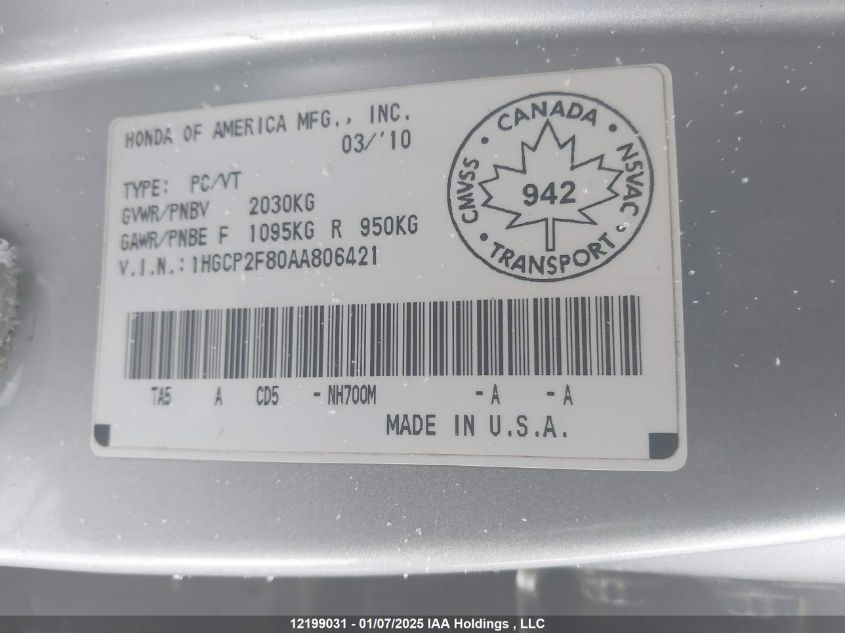 HONDA OF AMERICA MFG., INC.
03/'10
TYPE: PC/VT
GVWR/PNBV 2030KG
GAWR/PNBE F 1095KG R 950KG
V.I.N.: 1HGCP2F80AA806421
CANADA
CMVSS
942
NSVAC
TRANSPORT
TA5 A CD5 - NH700M - A - A
MADE IN U.S.A.
12199031 - 01/07/2025 IAA Holdings , LLC